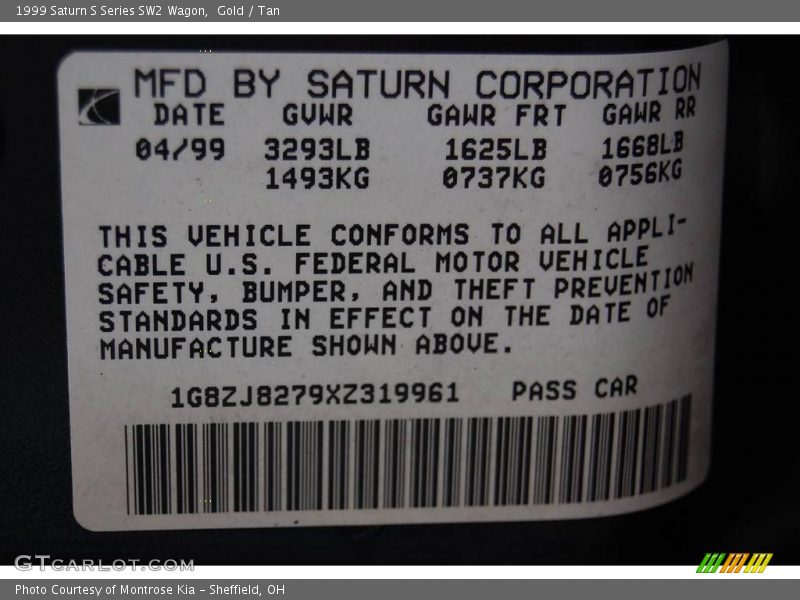 1999 Saturn S Series SW2 Wagon, Gold / Tan
MFD BY SATURN CORPORATION
DATE GVWR GAWR FRT GAWR RR
04/99 3293LB 1625LB 1668LB
1493KG 0737KG 0756KG
THIS VEHICLE CONFORMS TO ALL APPLI-
CABLE U.S. FEDERAL MOTOR VEHICLE
SAFETY, BUMPER, AND THEFT PREVENTION
STANDARDS IN EFFECT ON THE DATE OF
MANUFACTURE SHOWN ABOVE.
1G8ZJ8279XZ319961 PASS CAR
GTCARLOT.COM
Photo Courtesy of Montrose Kia - Sheffield, OH